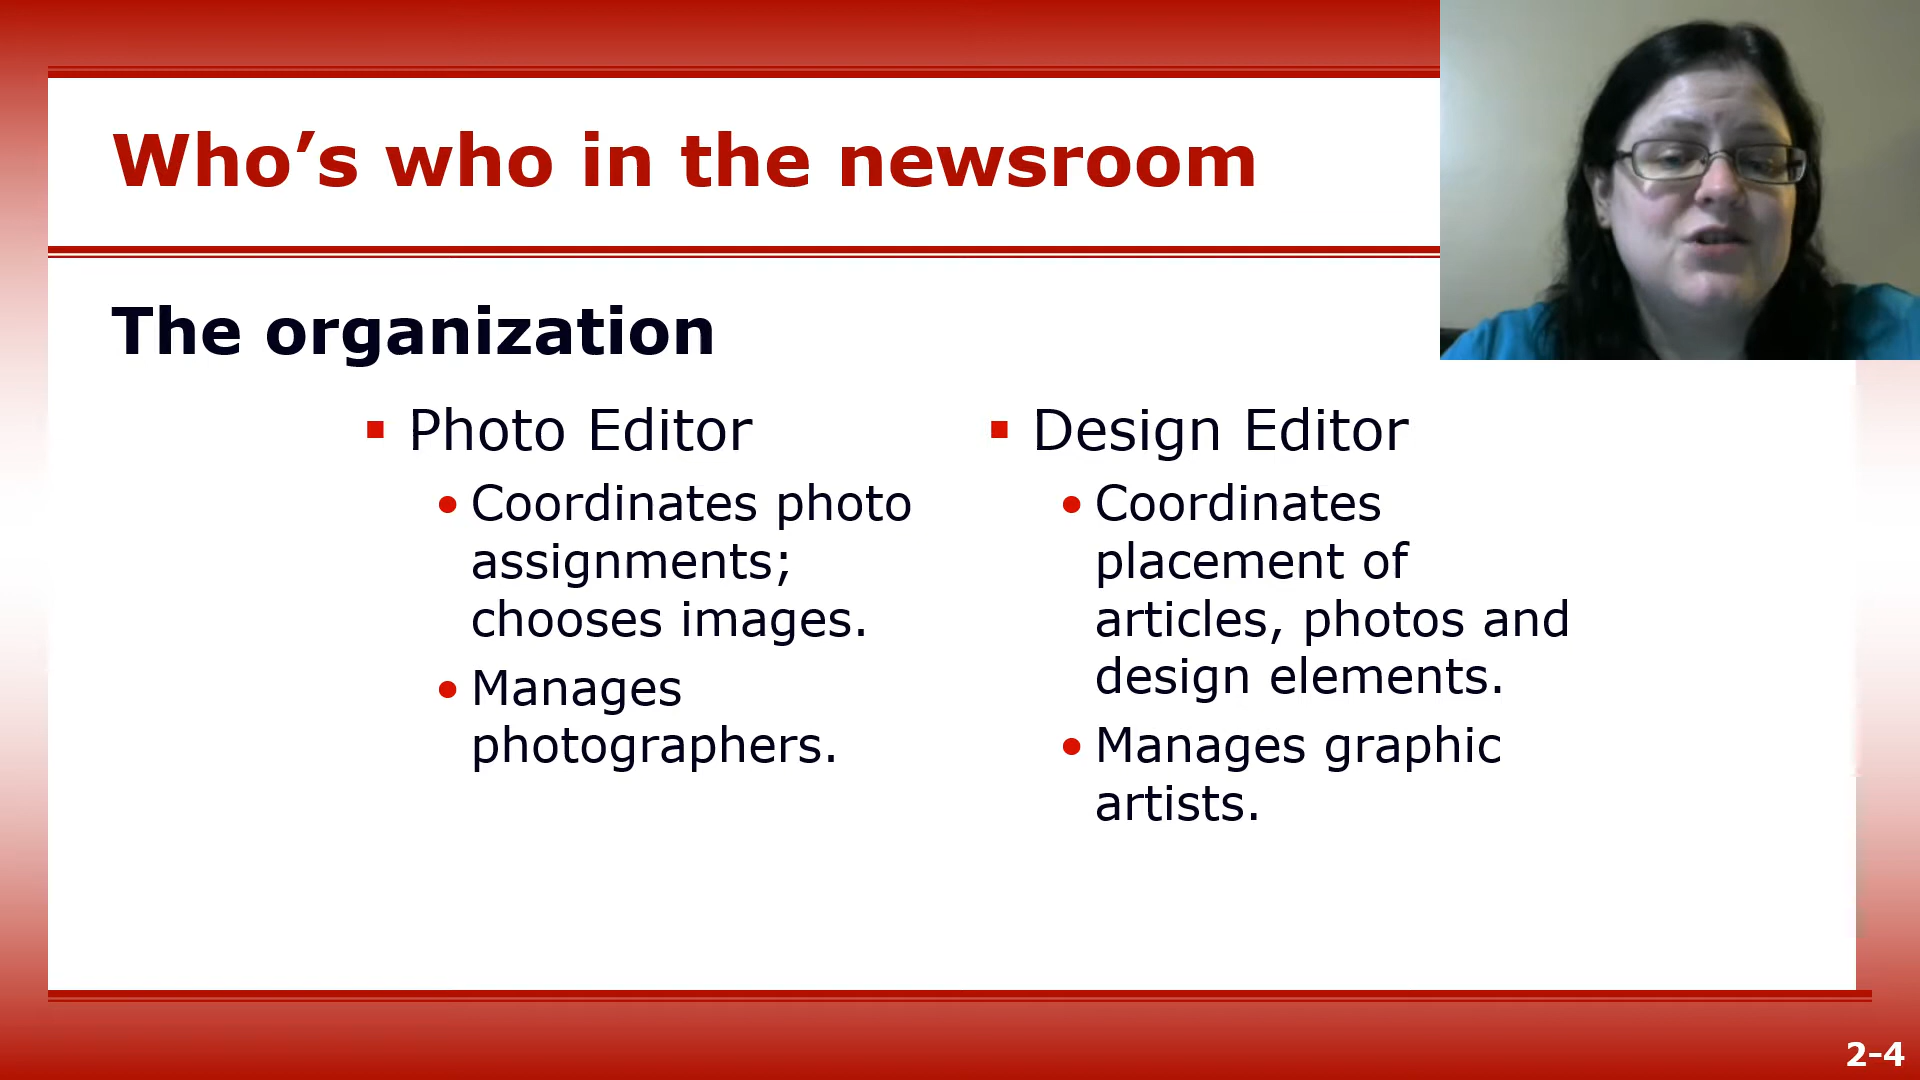 Who’s who in the newsroom
The organization
▪ Photo Editor
• Coordinates photo
assignments;
chooses images.
• Manages
photographers.
▪ Design Editor
• Coordinates
placement of
articles, photos and
design elements.
• Manages graphic
artists.
2-4